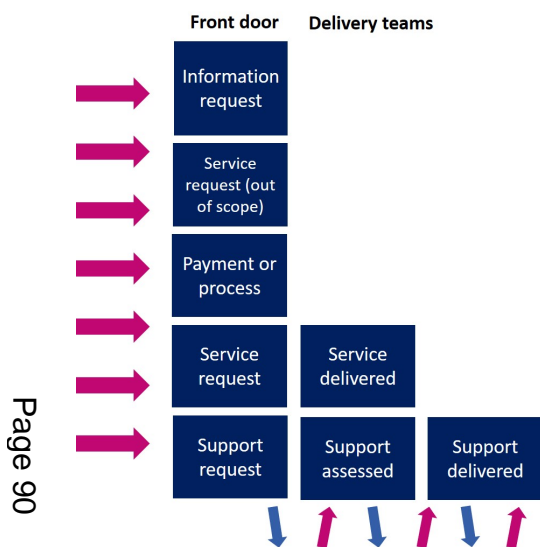 Front door
Delivery teams
Information
request
Service
request (out
of scope)
Payment or
process
Service
request
Service
delivered
Support
request
Support
assessed
Support
delivered
Page 90